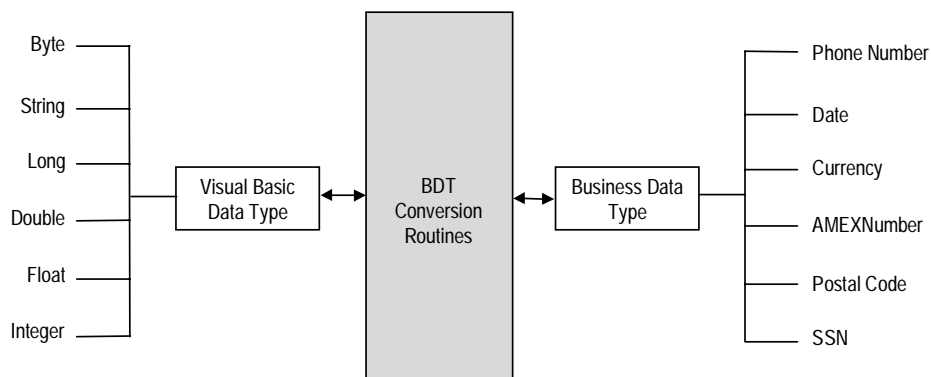 Byte
String
Long
Double
Float
Integer
Visual Basic
Data Type
BDT
Conversion
Routines
Business Data
Type
Phone Number
Date
Currency
AMEXNumber
Postal Code
SSN